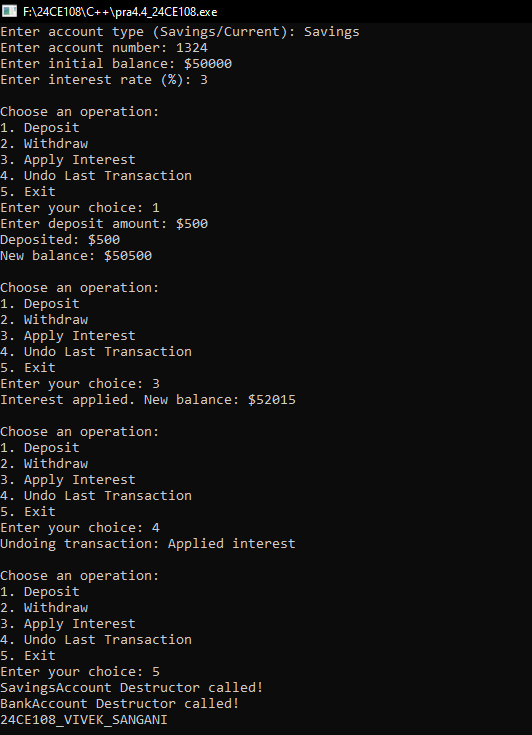 F:\24CE108\C++\pra4.4_24CE108.exe
Enter account type (Savings/Current): Savings
Enter account number: 1324
Enter initial balance: $50000
Enter interest rate (%): 3
Choose an operation:
1. Deposit
2. Withdraw
3. Apply Interest
4. Undo Last Transaction
5. Exit
Enter your choice: 1
Enter deposit amount: $500
Deposited: $500
New balance: $50500
Choose an operation:
1. Deposit
2. Withdraw
3. Apply Interest
4. Undo Last Transaction
5. Exit
Enter your choice: 3
Interest applied. New balance: $52015
Choose an operation:
1. Deposit
2. Withdraw
3. Apply Interest
4. Undo Last Transaction
5. Exit
Enter your choice: 4
Undoing transaction: Applied interest
Choose an operation:
1. Deposit
2. Withdraw
3. Apply Interest
4. Undo Last Transaction
5. Exit
Enter your choice: 5
SavingsAccount Destructor called!
BankAccount Destructor called!
24CE108_VIVEK_SANGANI